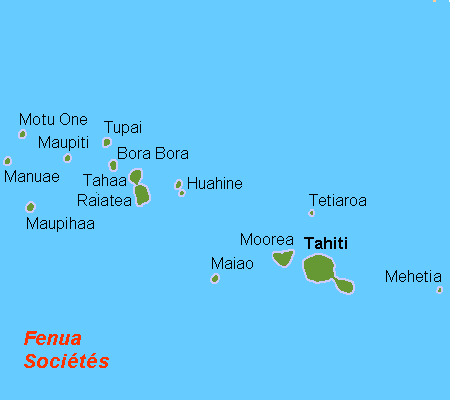 Motu One
Tupai
Maupiti
Bora Bora
Manuae
Tahaa
Huahine
Raiatea
Tetiaroa
Maupihaa
Moorea
Tahiti
Maiao
Mehetia
Fenua
Sociétés